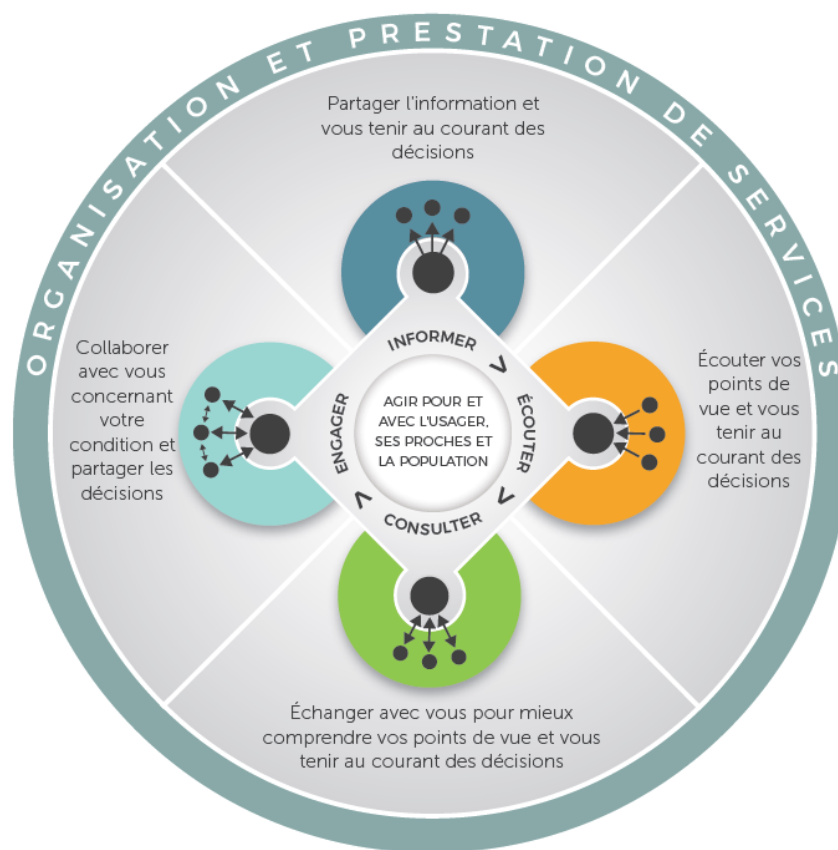 ORGANISATION ET PRESTATION DE SERVICES
Partager l'information et
vous tenir au courant des
décisions
INFORMER
Collaborer
avec vous
concernant
votre
condition et
partager les
décisions
ENGAGER
AGIR POUR ET
AVEC L'USAGER,
SES PROCHES ET
LA POPULATION
ÉCOUTER
Écouter vos
points de
vue et vous
tenir au
courant des
décisions
CONSULTER
Échanger avec vous pour mieux
comprendre vos points de vue et vous
tenir au courant des décisions